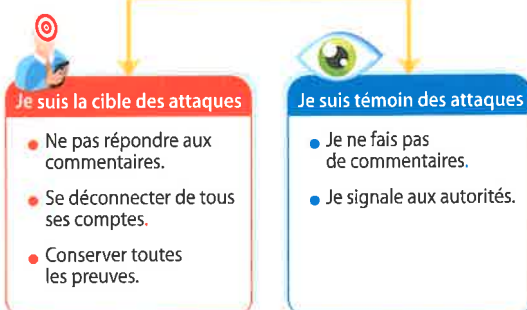 Je suis la cible des attaques
Ne pas répondre aux
commentaires.
Se déconnecter de tous
ses comptes.
Conserver toutes
les preuves.
Je suis témoin des attaques
Je ne fais pas
de commentaires.
Je signale aux autorités.